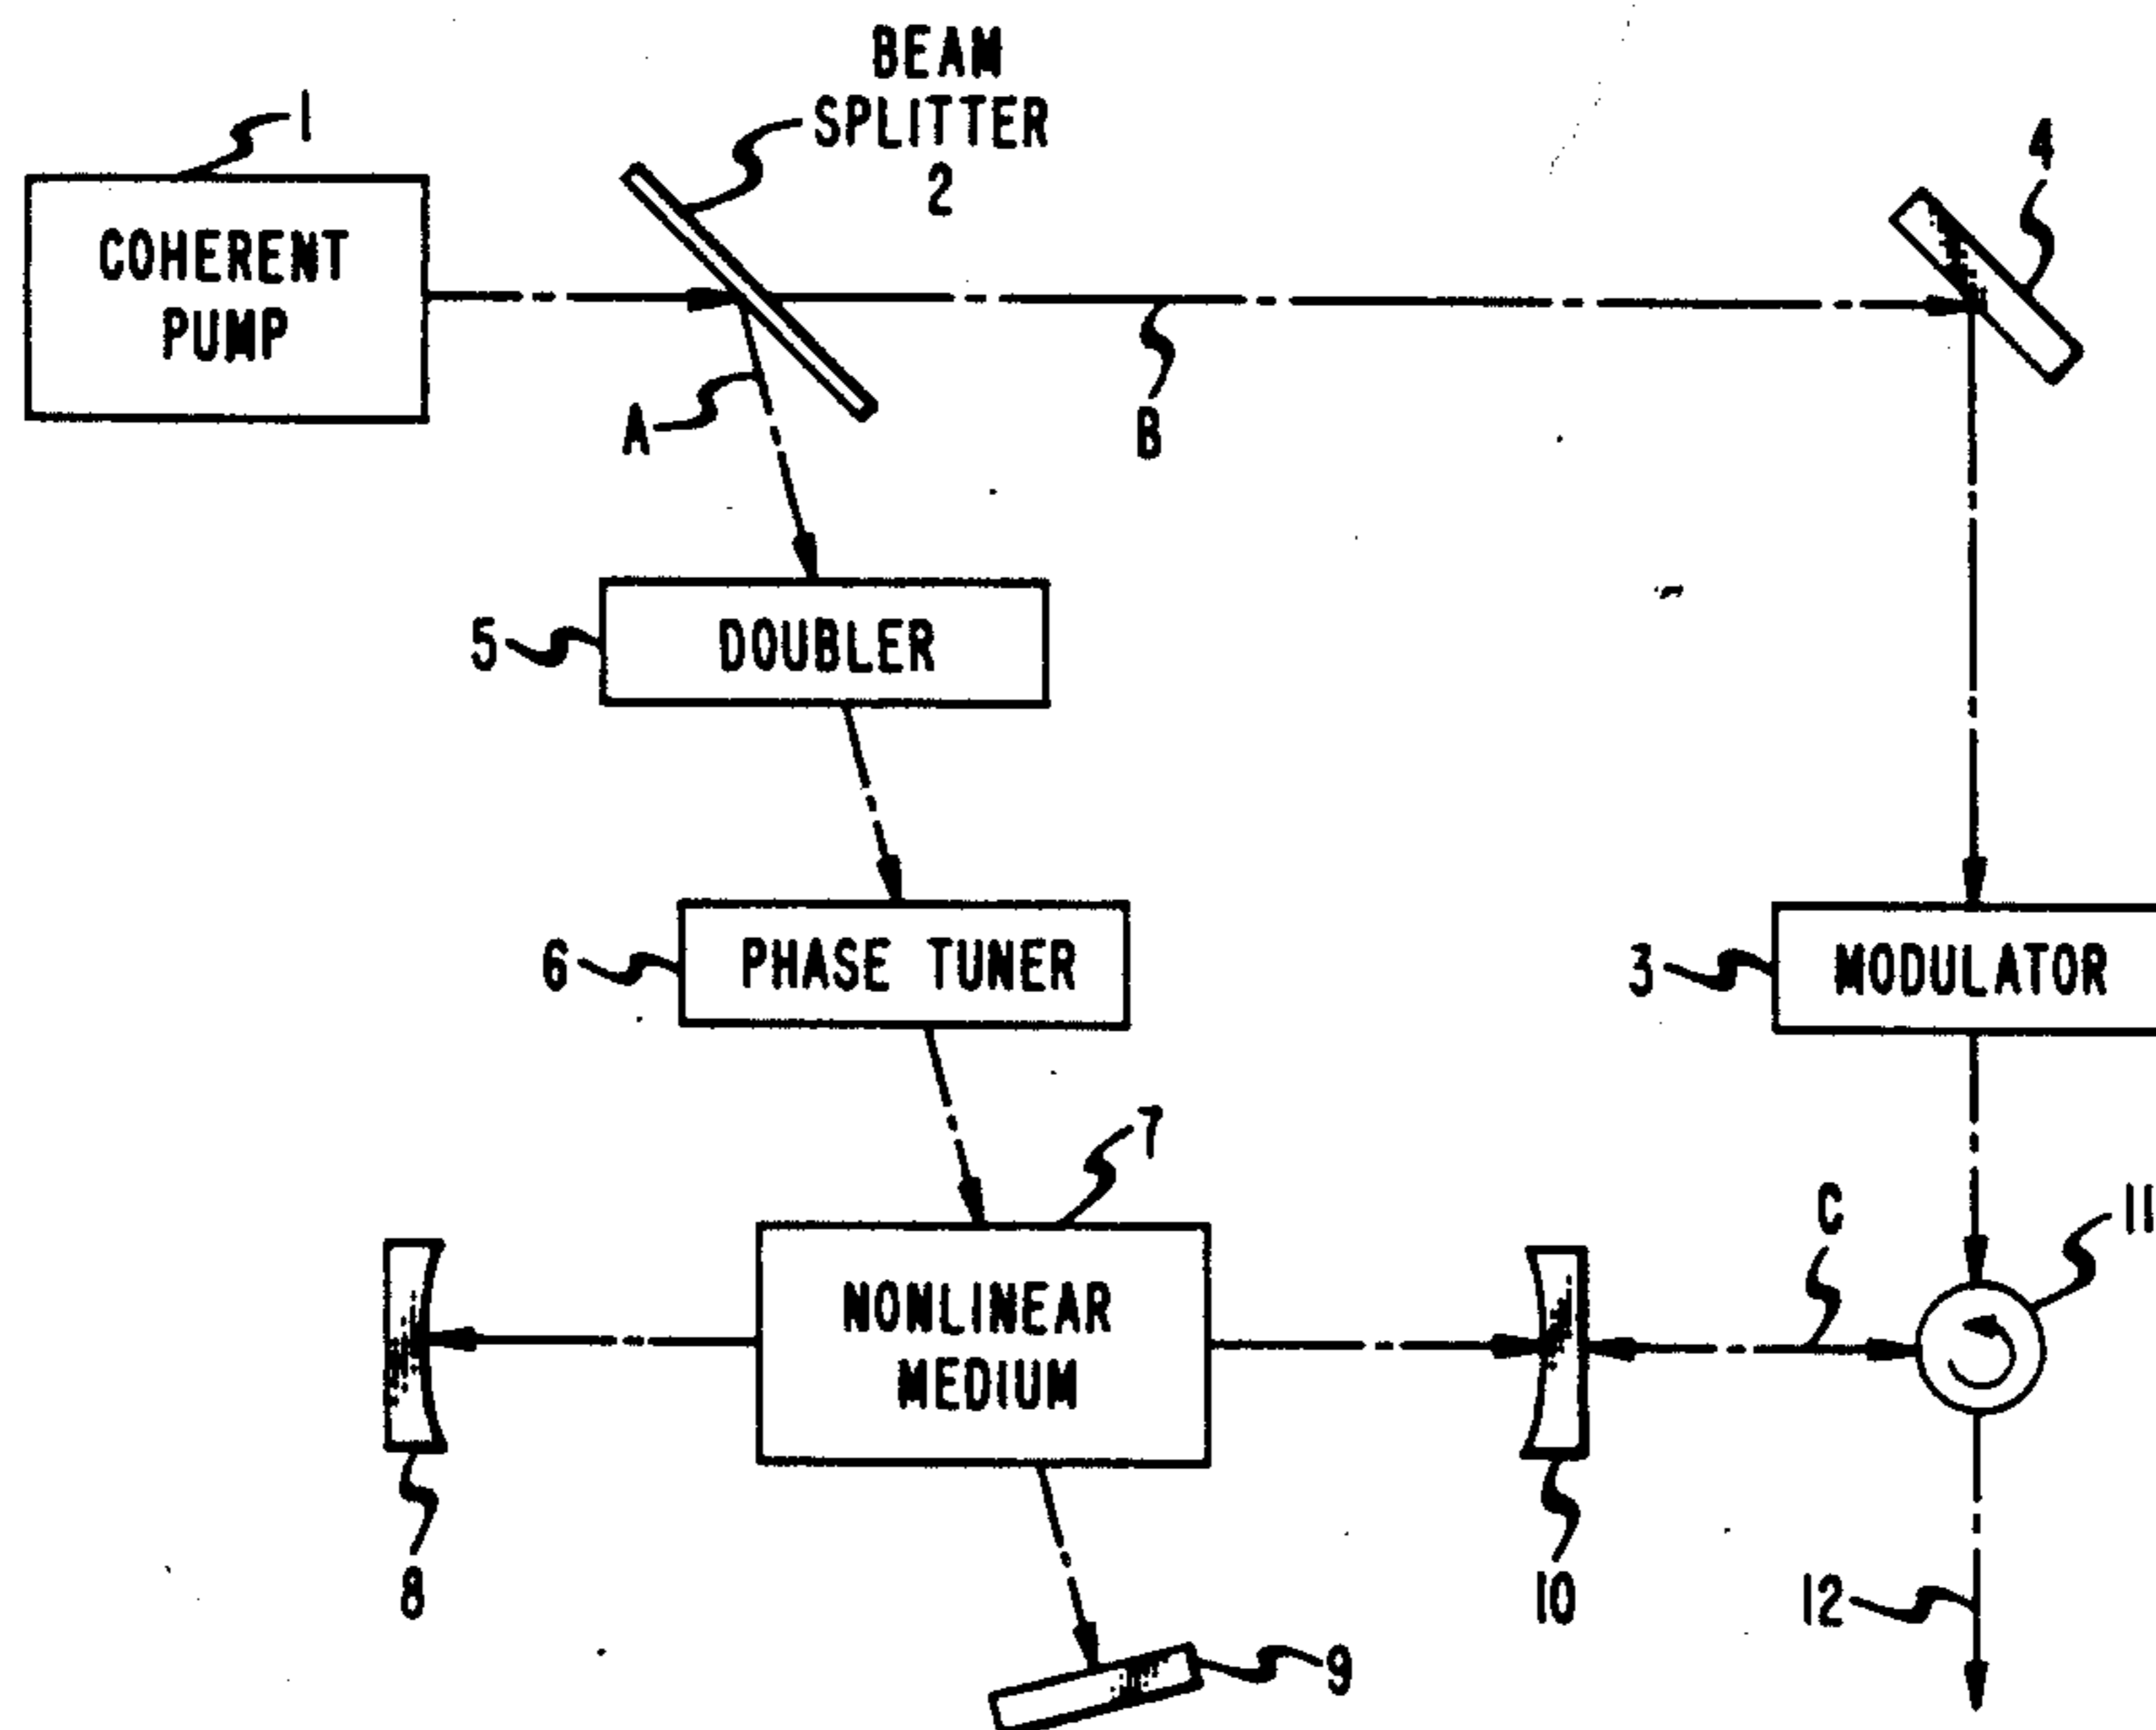 BEAM
SPLITTER
2
1
4
COHERENT
PUMP
A
B
5
DOUBLER
6
PHASE TUNER
3
MODULATOR
7
C
11
NONLINEAR
MEDIUM
8
10
12
9